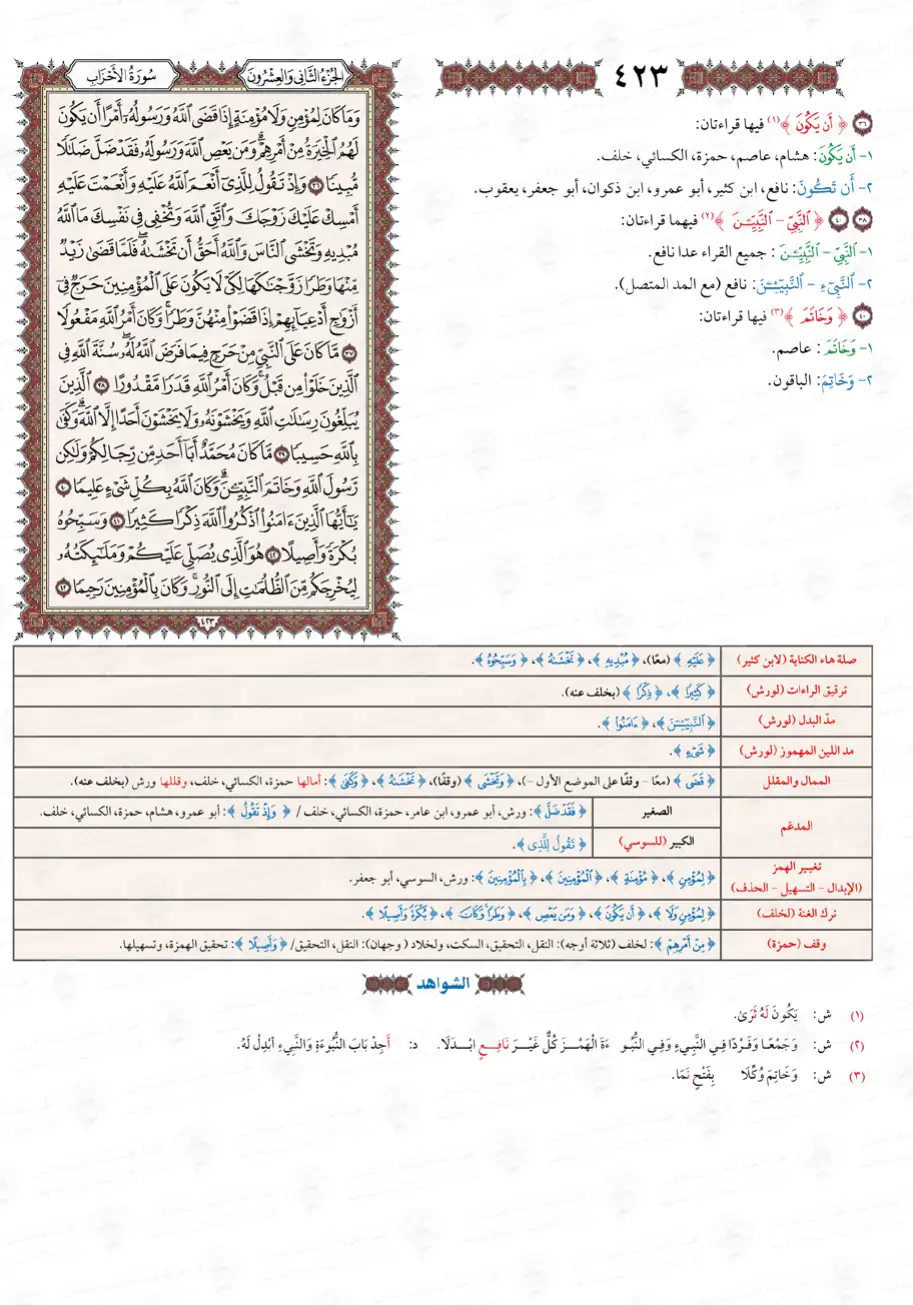 ٤٢٣
٣٦ ﴿ أَن يَكُونَ ﴾(١) فيها قراءتان:
١- أَن يَكُونَ: هشام، عاصم، حمزة، الكسائي، خلف.
٢- أَن تَكُونَ: نافع، ابن كثير، أبو عمرو، ابن ذكوان، أبو جعفر، يعقوب.
٣٨ ٤٠ ﴿ ٱلنَّبِيِّ - ٱلنَّبِيِّـۧنَ ﴾(٢) فيهما قراءتان:
١- ٱلنَّبِيِّ - ٱلنَّبِيِّـۧنَ : جميع القراء عدا نافع.
٢- ٱلنَّبِيٓءِ - ٱلنَّبِيٓـِٔينَ: نافع (مع المد المتصل).
٤٠ ﴿ وَخَاتَمَ ﴾(٣) فيها قراءتان:
١- وَخَاتَمَ : عاصم.
٢- وَخَاتِمَ: الباقون.
الجُزْءُ الثَّانِي وَالعِشْرُونَ
سُورَةُ الأَحْزَابِ
وَمَا كَانَ لِمُؤْمِنٍ وَلَا مُؤْمِنَةٍ إِذَا قَضَى ٱللَّهُ وَرَسُولُهُۥٓ أَمْرًا أَن يَكُونَ
لَهُمُ ٱلْخِيَرَةُ مِنْ أَمْرِهِمْۗ وَمَن يَعْصِ ٱللَّهَ وَرَسُولَهُۥ فَقَدْ ضَلَّ ضَلَٰلًا
مُّبِينًا ٣٦ وَإِذْ تَقُولُ لِلَّذِىٓ أَنْعَمَ ٱللَّهُ عَلَيْهِ وَأَنْعَمْتَ عَلَيْهِ
أَمْسِكْ عَلَيْكَ زَوْجَكَ وَٱتَّقِ ٱللَّهَ وَتُخْفِى فِى نَفْسِكَ مَا ٱللَّهُ
مُبْدِيهِ وَتَخْشَى ٱلنَّاسَ وَٱللَّهُ أَحَقُّ أَن تَخْشَىٰهُۖ فَلَمَّا قَضَىٰ زَيْدٌ
مِّنْهَا وَطَرًا زَوَّجْنَٰكَهَا لِكَىْ لَا يَكُونَ عَلَى ٱلْمُؤْمِنِينَ حَرَجٌ فِىٓ
أَزْوَٰجِ أَدْعِيَآئِهِمْ إِذَا قَضَوْا۟ مِنْهُنَّ وَطَرًاۚ وَكَانَ أَمْرُ ٱللَّهِ مَفْعُولًا
٣٧ مَّا كَانَ عَلَى ٱلنَّبِىِّ مِنْ حَرَجٍ فِيمَا فَرَضَ ٱللَّهُ لَهُۥۖ سُنَّةَ ٱللَّهِ فِى
ٱلَّذِينَ خَلَوْا۟ مِن قَبْلُۚ وَكَانَ أَمْرُ ٱللَّهِ قَدَرًا مَّقْدُورًا ٣٨ ٱلَّذِينَ
يُبَلِّغُونَ رِسَٰلَٰتِ ٱللَّهِ وَيَخْشَوْنَهُۥ وَلَا يَخْشَوْنَ أَحَدًا إِلَّا ٱللَّهَۗ وَكَفَىٰ
بِٱللَّهِ حَسِيبًا ٣٩ مَّا كَانَ مُحَمَّدٌ أَبَآ أَحَدٍ مِّن رِّجَالِكُمْ وَلَٰكِن
رَّسُولَ ٱللَّهِ وَخَاتَمَ ٱلنَّبِيِّـۧنَۗ وَكَانَ ٱللَّهُ بِكُلِّ شَىْءٍ عَلِيمًا ٤٠
يَٰٓأَيُّهَا ٱلَّذِينَ ءَامَنُوا۟ ٱذْكُرُوا۟ ٱللَّهَ ذِكْرًا كَثِيرًا ٤١ وَسَبِّحُوهُ
بُكْرَةً وَأَصِيلًا ٤٢ هُوَ ٱلَّذِى يُصَلِّى عَلَيْكُمْ وَمَلَٰٓئِكَتُهُۥ
لِيُخْرِجَكُم مِّنَ ٱلظُّلُمَٰتِ إِلَى ٱلنُّورِۚ وَكَانَ بِٱلْمُؤْمِنِينَ رَحِيمًا ٤٣
٤٢٣
صلة هاء الكناية (لابن كثير) ﴿ عَلَيْهِ ﴾ (معًا)، ﴿ مُبْدِيهِ ﴾، ﴿ تَخْشَىٰهُ ﴾، ﴿ وَسَبِّحُوهُ ﴾.
ترقيق الراءات (لورش) ﴿ كَثِيرًا ﴾، ﴿ ذِكْرًا ﴾ (بخلف عنه).
مدّ البدل (لورش) ﴿ ٱلنَّبِيِّـۧنَ ﴾، ﴿ ءَامَنُوا۟ ﴾.
مد اللين المهموز (لورش) ﴿ شَىْءٍ ﴾.
الممال والمقلل ﴿ قَضَى ﴾ (معًا - وقفًا على الموضع الأول -)، ﴿ وَتَخْشَى ﴾ (وقفًا)، ﴿ تَخْشَىٰهُ ﴾، ﴿ وَكَفَىٰ ﴾: أمالها حمزة، الكسائي، خلف، وقللها ورش (بخلف عنه).
المدغم
الصغير ﴿ فَقَدْ ضَلَّ ﴾: ورش، أبو عمرو، ابن عامر، حمزة، الكسائي، خلف / ﴿ وَإِذْ تَقُولُ ﴾: أبو عمرو، هشام، حمزة، الكسائي، خلف.
الكبير (للسوسي) ﴿ تَقُولُ لِلَّذِى ﴾.
تغيير الهمز
(الإبدال - التسهيل - الحذف) ﴿ لِمُؤْمِنٍ ﴾، ﴿ مُؤْمِنَةٍ ﴾، ﴿ ٱلْمُؤْمِنِينَ ﴾، ﴿ بِٱلْمُؤْمِنِينَ ﴾: ورش، السوسي، أبو جعفر.
ترك الغنة (لخلف) ﴿ لِمُؤْمِنٍ وَلَا ﴾، ﴿ أَن يَكُونَ ﴾، ﴿ وَمَن يَعْصِ ﴾، ﴿ وَطَرًاۚ وَكَانَ ﴾، ﴿ بُكْرَةً وَأَصِيلًا ﴾.
وقف (حمزة) ﴿ مِنْ أَمْرِهِمْ ﴾: لخلف (ثلاثة أوجه): النقل، التحقيق، السكت، ولخلاد (وجهان): النقل، التحقيق/ ﴿ وَأَصِيلًا ﴾: تحقيق الهمزة، وتسهيلها.
الشواهد
(١) ش: يَكُونَ لَهُ ثَرَىٰ.
(٢) ش: وَجَمْعًا وَفَرْدًا فِي النَّبِيءِ وَفِي النُّبُو ءَةَ الْهَمْزَ كُلٌّ غَيْرَ نَافِعٍ ابْدَلَا. د: أَجِدْ بَابَ النُّبُوءَةِ وَالنَّبِيءِ أَبْدِلْ لَهُ.
(٣) ش: وَخَاتِمَ وُكِّلَا بِفَتْحٍ نَمَا.